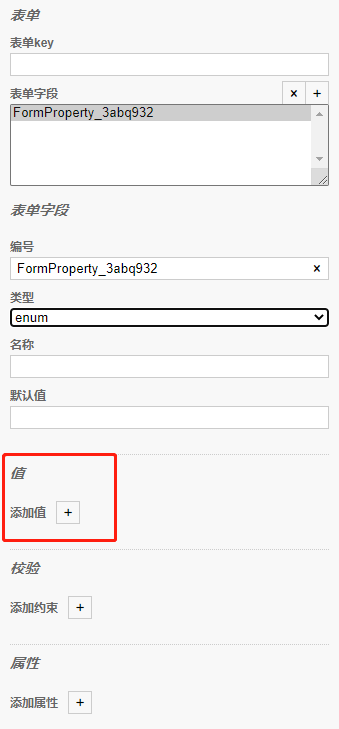 表单
表单key
表单字段 × +
FormProperty_3abq932
表单字段
编号
FormProperty_3abq932 ×
类型
enum
名称
默认值
值
添加值 +
校验
添加约束 +
属性
添加属性 +